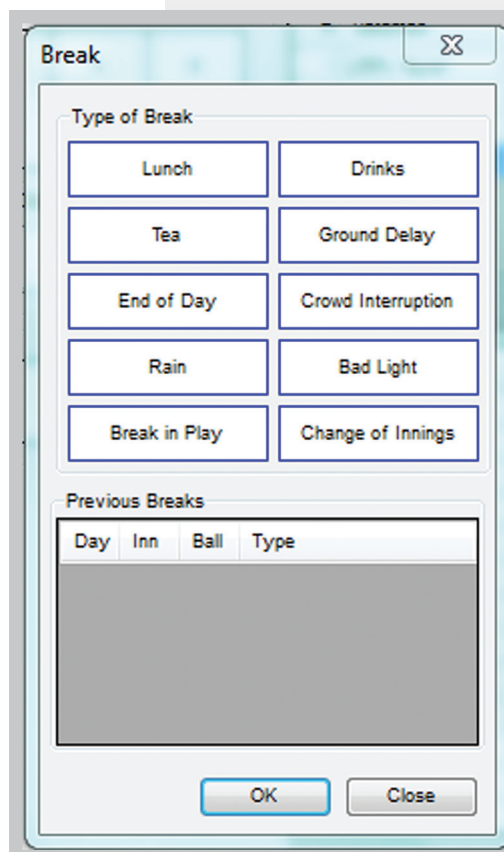 Break
Type of Break
Lunch Drinks
Tea Ground Delay
End of Day Crowd Interruption
Rain Bad Light
Break in Play Change of Innings
Previous Breaks
Day Inn Ball Type
OK Close